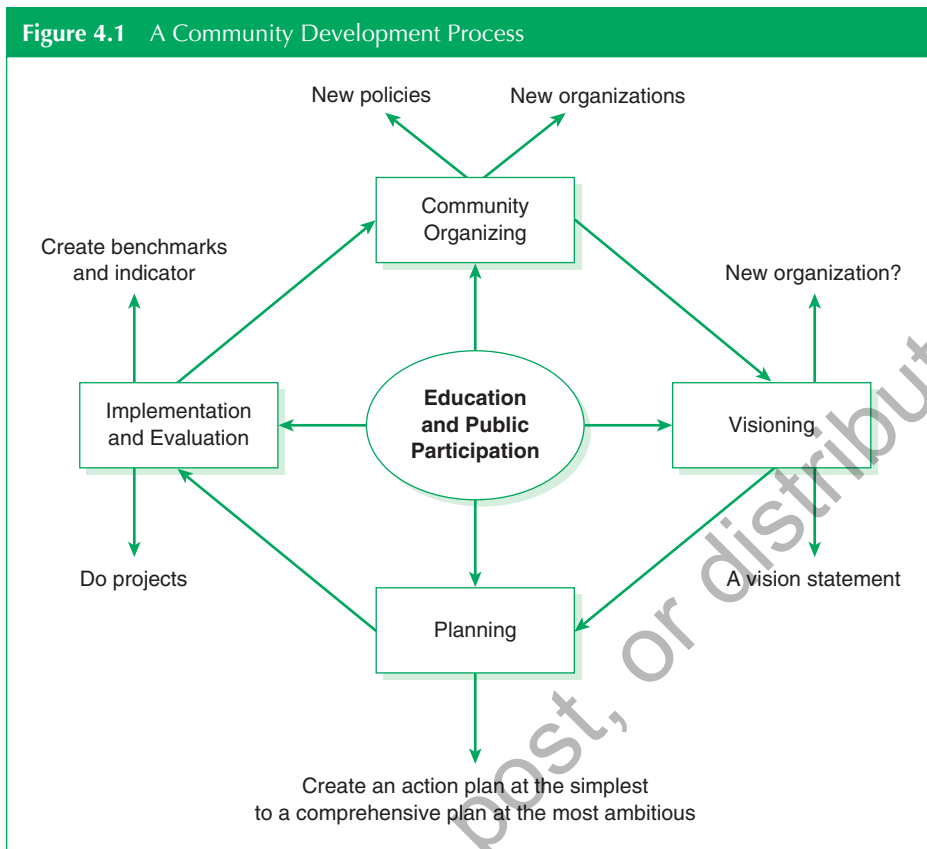 Figure 4.1 A Community Development Process
New policies
New organizations
Community
Organizing
Create benchmarks
and indicator
New organization?
Implementation
and Evaluation
Education
and Public
Participation
Visioning
Do projects
A vision statement
Planning
Create an action plan at the simplest
to a comprehensive plan at the most ambitious
post, or